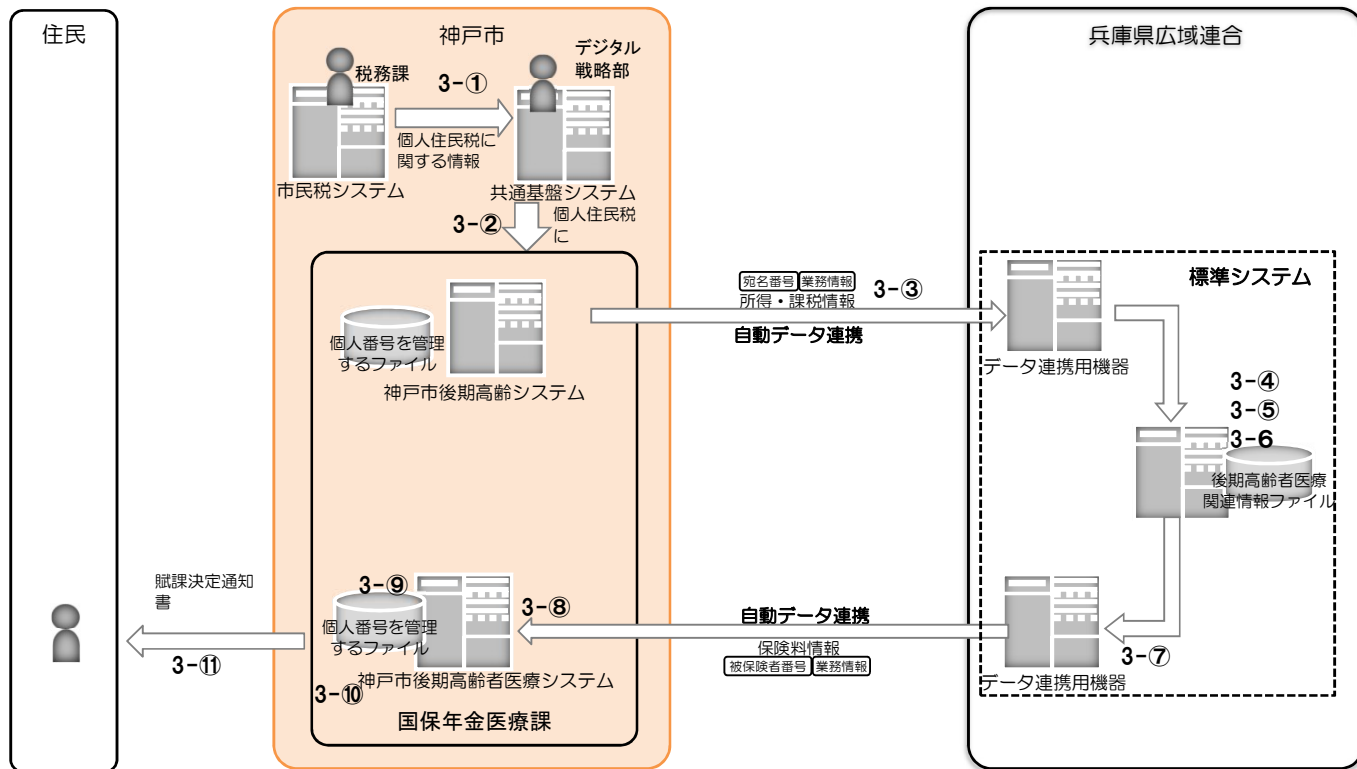 住民
神戸市
兵庫県広域連合
税務課
3-①
デジタル
戦略部
個人住民税に
関する情報
市民税システム
共通基盤システム
3-②
個人住民税
に
宛名番号 業務情報
3-③
所得・課税情報
自動データ連携
標準システム
個人番号を管理
するファイル
神戸市後期高齢システム
データ連携用機器
3-④
3-⑤
3-6
後期高齢者医療
関連情報ファイル
賦課決定通知
書
3-⑪
3-⑨
個人番号を管理
するファイル
3-⑧
自動データ連携
保険料情報
被保険者番号 業務情報
3-⑦
データ連携用機器
3-⑩
神戸市後期高齢者医療システム
国保年金医療課